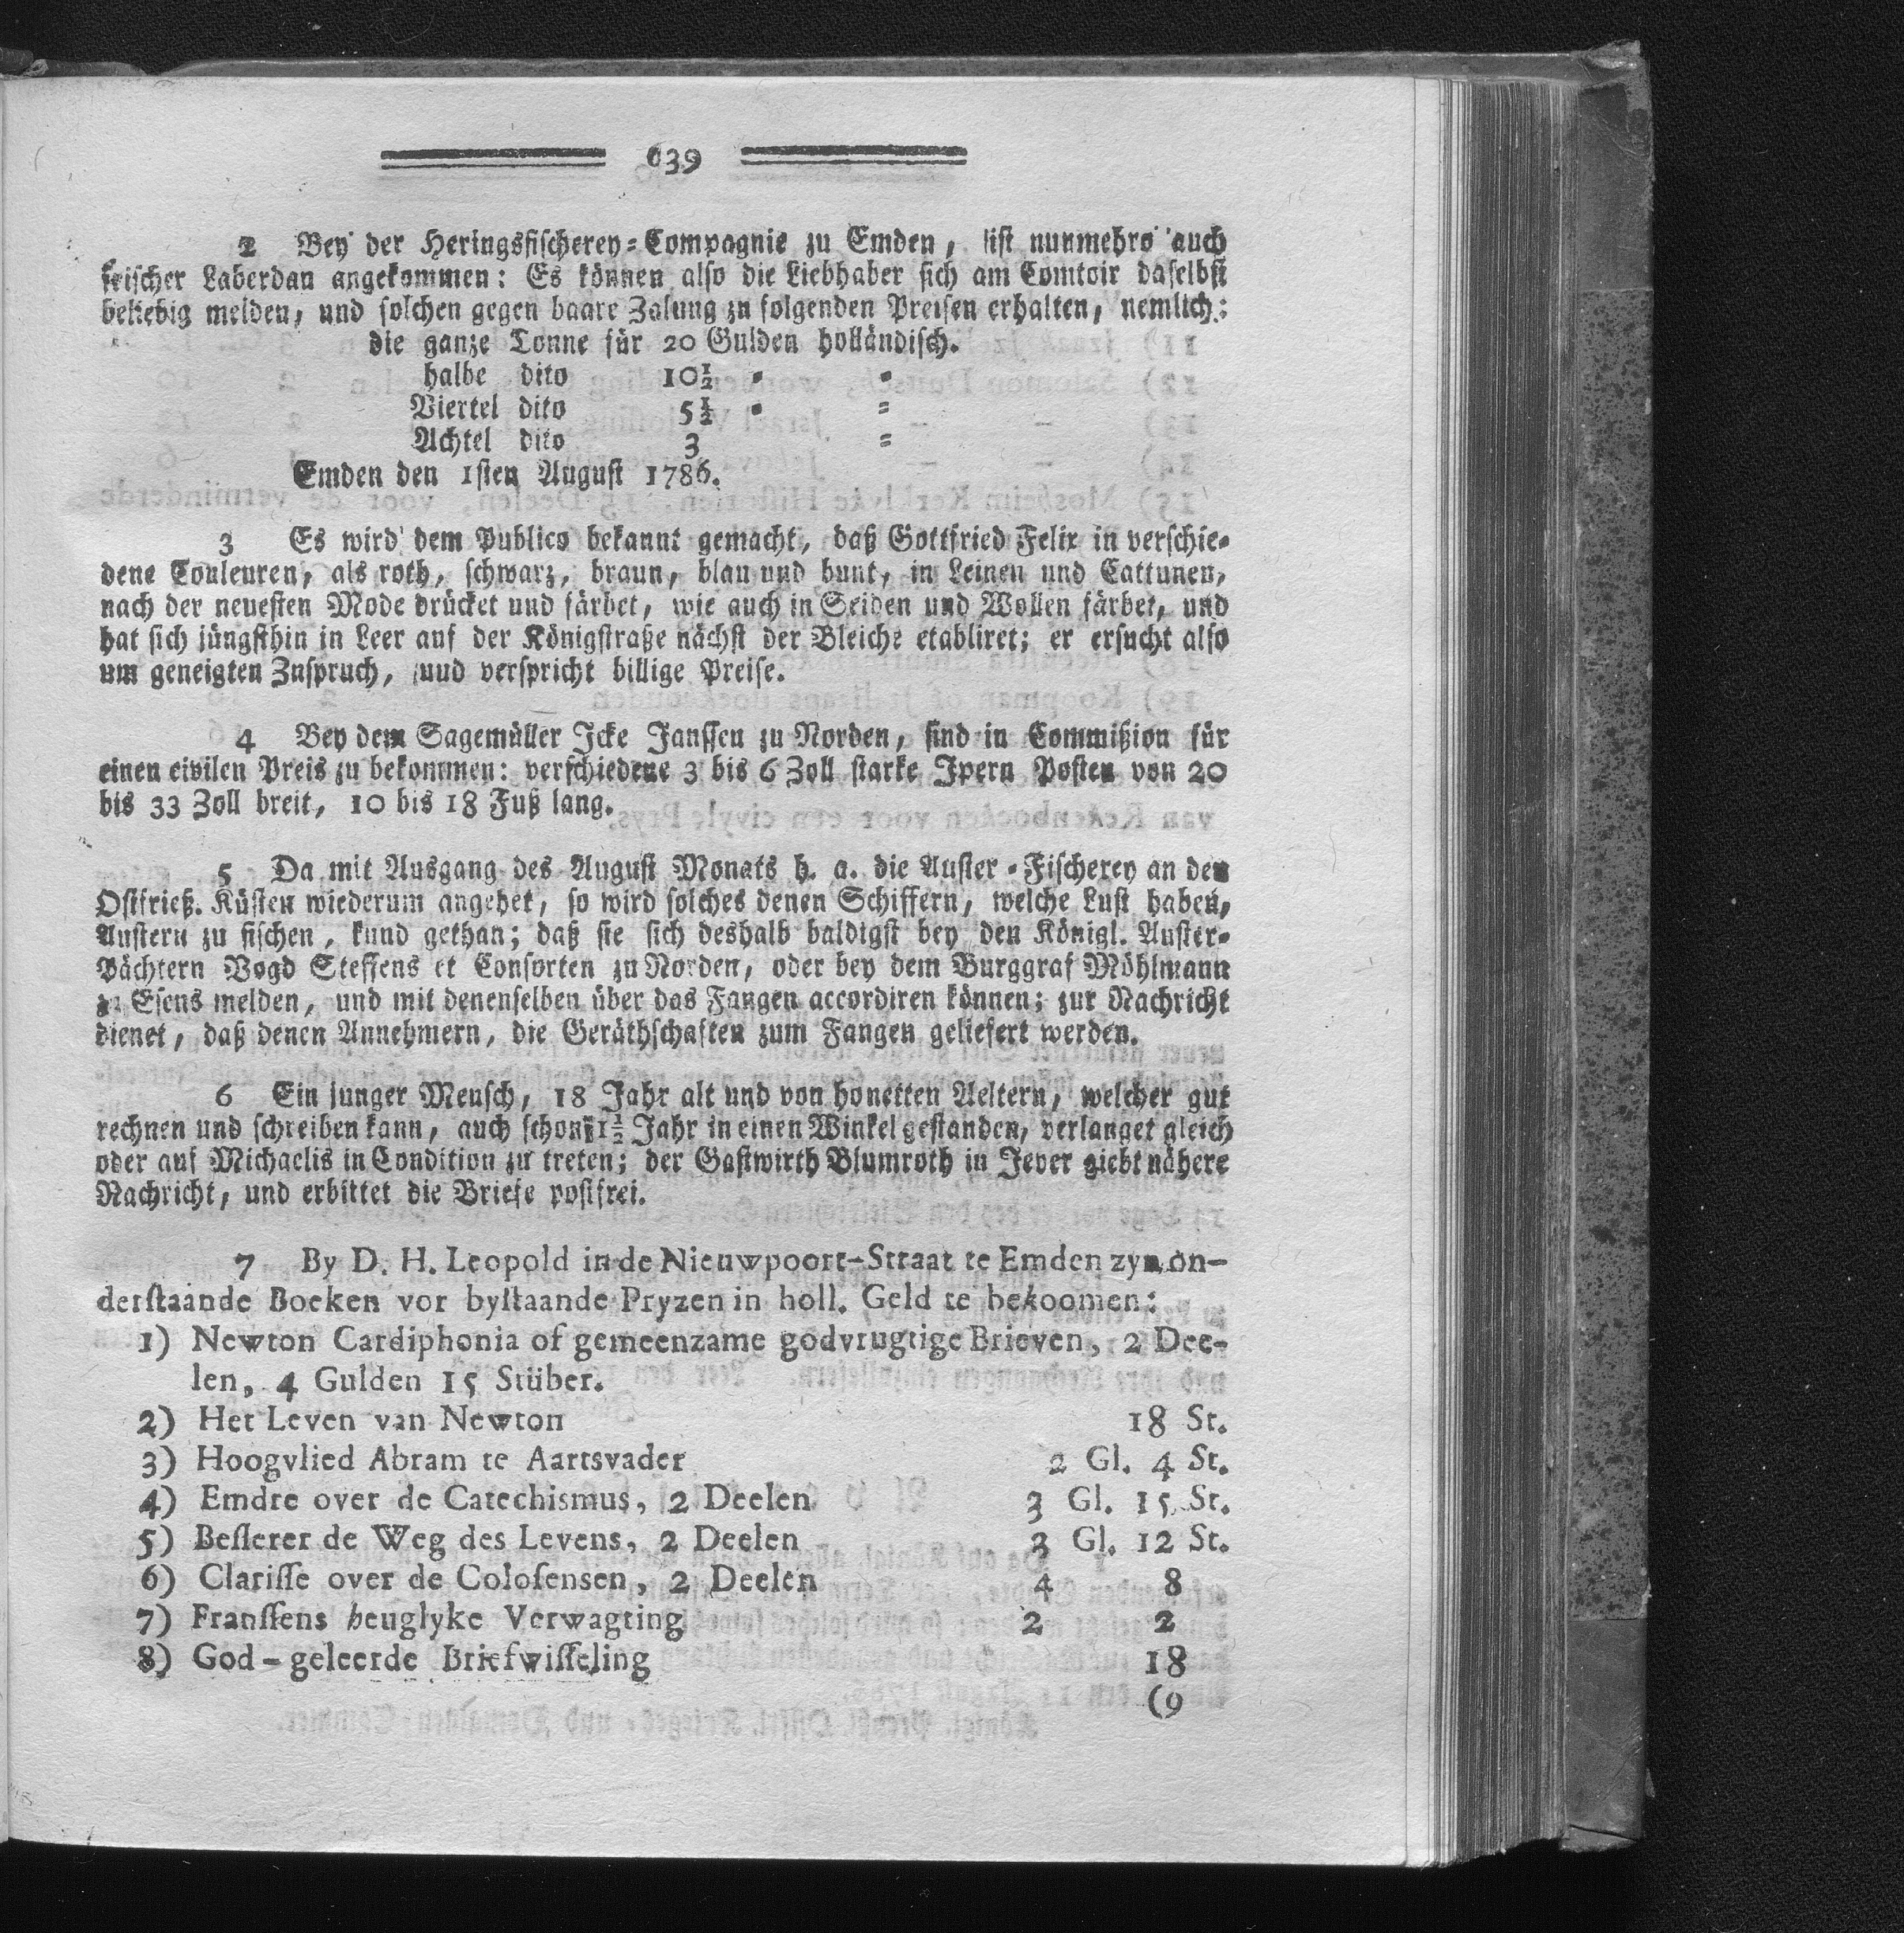 639
2 Bey der Heringsfischerey-Compagnie zu Emden, ist nunmehro auch
frischer Laberdan angekommen: Es können also die Liebhaber sich am Comtoir daselbst
beliebig melden, und solchen gegen baare Zalung zu folgenden Preisen erhalten, nemlich:
die ganze Tonne für 20 Gulden holländisch.
halbe dito 10½ = =
Viertel dito 5½ = =
Achtel dito 3 =
Emden den 1sten August 1786.
3 Es wird dem Publico bekannt gemacht, daß Gottfried Felix in verschie-
dene Couleuren, als roth, schwarz, braun, blau und bunt, in Leinen und Cattunen,
nach der neuesten Mode drücket und färbet, wie auch in Seiden und Wollen färbet, und
hat sich jüngsthin in Leer auf der Königstraße nächst der Bleiche etabliret; er ersucht also
um geneigten Zuspruch, und verspricht billige Preise.
4 Bey dem Sagemüller Icke Janssen zu Norden, sind in Commißion für
einen civilen Preis zu bekommen: verschiedene 3 bis 6 Zoll starke Ipern Posten von 20
bis 33 Zoll breit, 10 bis 18 Fuß lang.
5 Da mit Ausgang des August Monats h. a. die Auster-Fischerey an den
Ostfrieß. Küsten wiederum angehet, so wird solches denen Schiffern, welche Lust haben,
Austern zu fischen, kund gethan; daß sie sich deshalb baldigst bey den Königl. Auster-
Pächtern Vogd Steffens et Consorten zu Norden, oder bey dem Burggraf Möhlmann
zu Esens melden, und mit denenselben über das Fangen accordiren können; zur Nachricht
dienet, daß denen Annehmern, die Geräthschaften zum Fangen geliefert werden.
6 Ein junger Mensch, 18 Jahr alt und von honetten Aeltern, welcher gut
rechnen und schreiben kann, auch schon 1½ Jahr in einen Winkel gestanden, verlanget gleich
oder auf Michaelis in Condition zu treten; der Gastwirth Blumroth in Jever giebt nähere
Nachricht, und erbittet die Briefe postfrei.
7 By D. H. Leopold in de Nieuwpoort-Straat te Emden zyn on-
derstaande Boeken vor bystaande Pryzen in holl. Geld te bekoomen:
1) Newton Cardiphonia of gemeenzame godvrugtige Brieven, 2 Dee-
len, 4 Gulden 15 Stüber.
2) Het Leven van Newton 18 St.
3) Hoogvlied Abram te Aartsvader 2 Gl. 4 St.
4) Emdre over de Catechismus, 2 Deelen 3 Gl. 15 St.
5) Besserer de Weg des Levens, 2 Deelen 3 Gl. 12 St.
6) Clarisse over de Colosensen, 2 Deelen 4 8
7) Franssens heuglyke Verwagting 2 2
8) God-geleerde Briefwisseling 18
(9